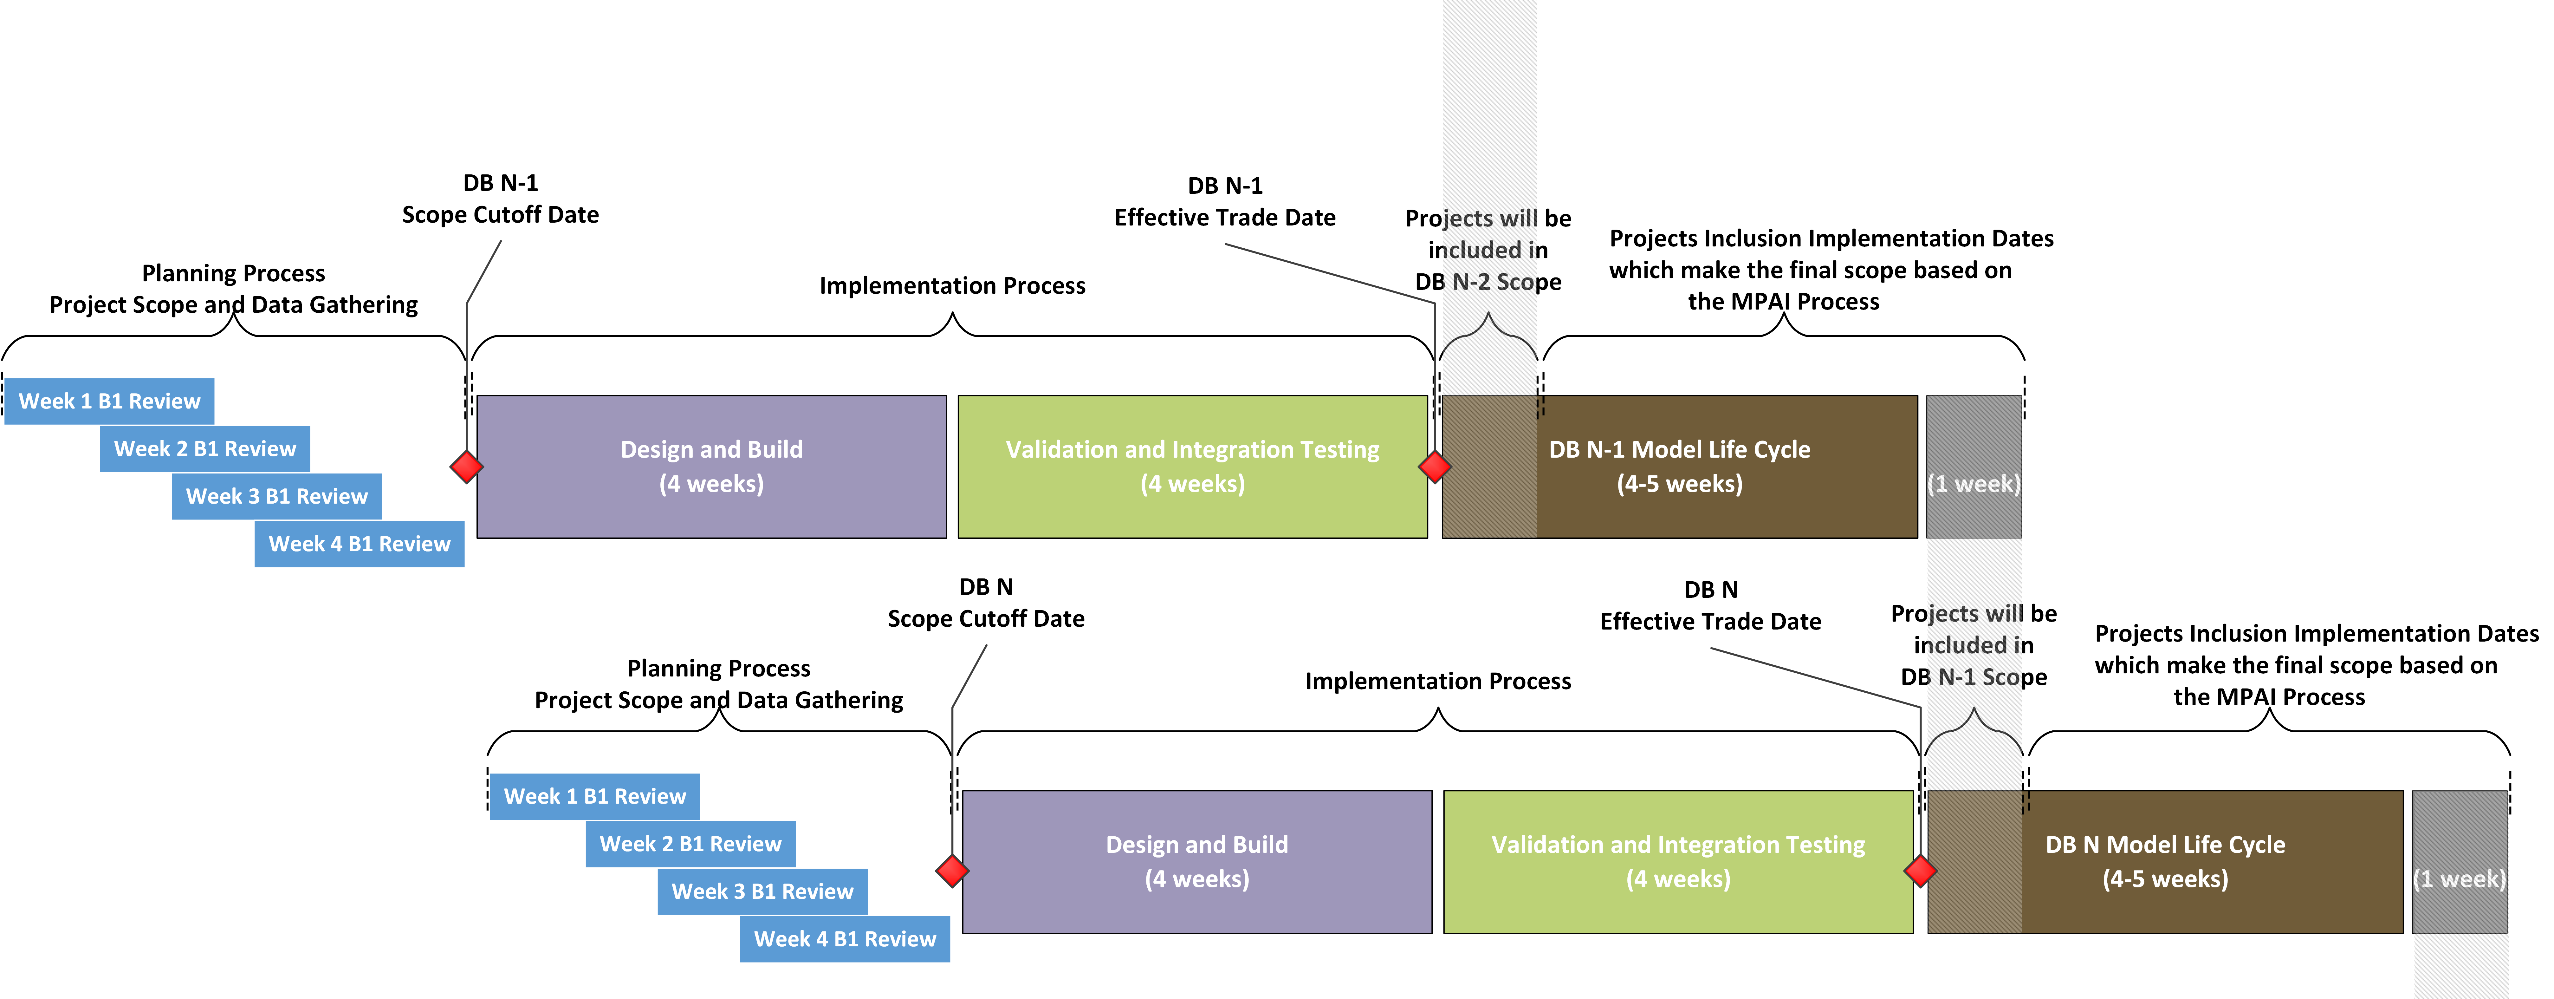 DB N-1
Scope Cutoff Date
DB N-1
Effective Trade Date
Projects will be
included in
DB N-2 Scope
Projects Inclusion Implementation Dates
which make the final scope based on
the MPAI Process
Planning Process
Project Scope and Data Gathering
Implementation Process
Week 1 B1 Review
Week 2 B1 Review
Week 3 B1 Review
Week 4 B1 Review
Design and Build
(4 weeks)
Validation and Integration Testing
(4 weeks)
DB N-1 Model Life Cycle
(4-5 weeks)
(1 week)
DB N
Scope Cutoff Date
DB N
Effective Trade Date
Projects will be
included in
DB N-1 Scope
Projects Inclusion Implementation Dates
which make the final scope based on
the MPAI Process
Planning Process
Project Scope and Data Gathering
Implementation Process
Week 1 B1 Review
Week 2 B1 Review
Week 3 B1 Review
Week 4 B1 Review
Design and Build
(4 weeks)
Validation and Integration Testing
(4 weeks)
DB N Model Life Cycle
(4-5 weeks)
(1 week)